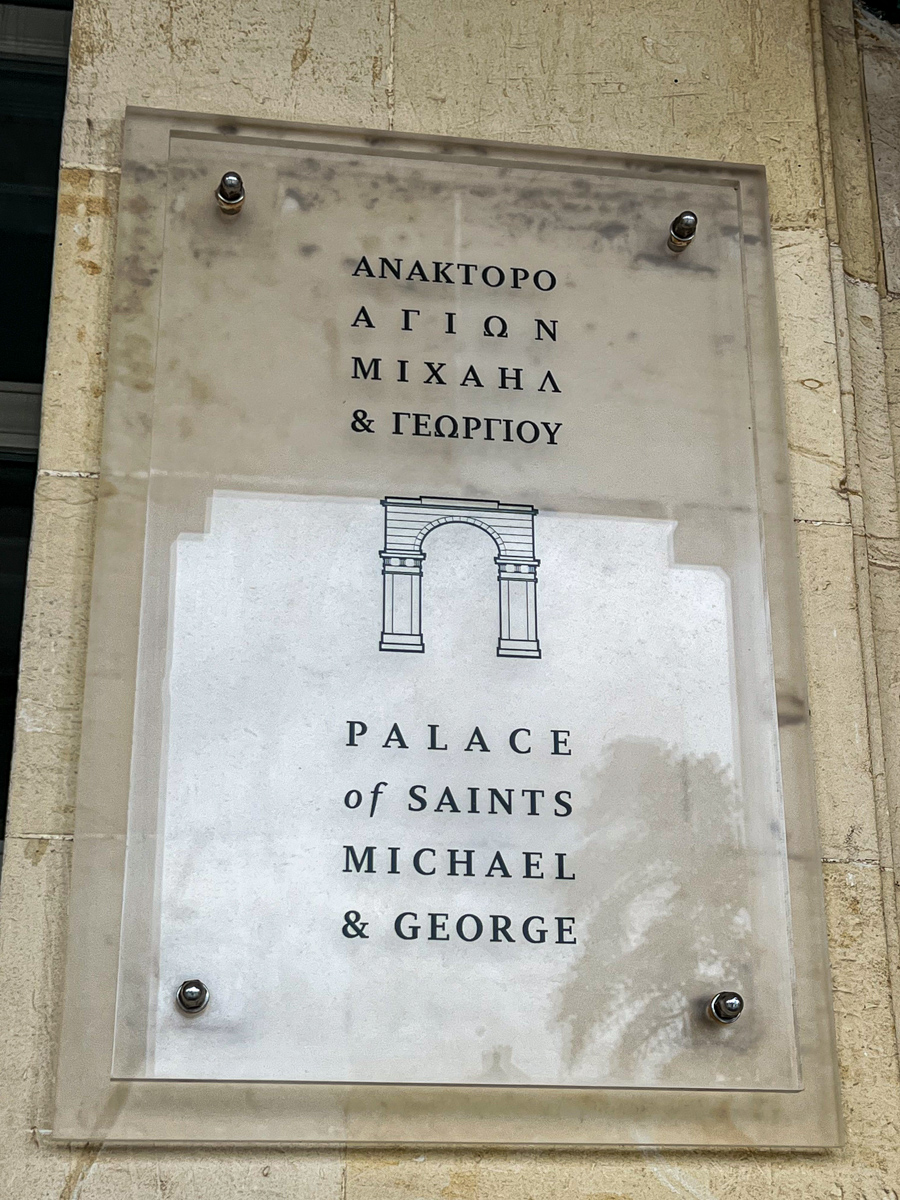 ΑΝΑΚΤΟΡΟ
ΑΓΙΩΝ
ΜΙΧΑΗΛ
& ΓΕΩΡΓΙΟΥ
PALACE
of SAINTS
MICHAEL
& GEORGE